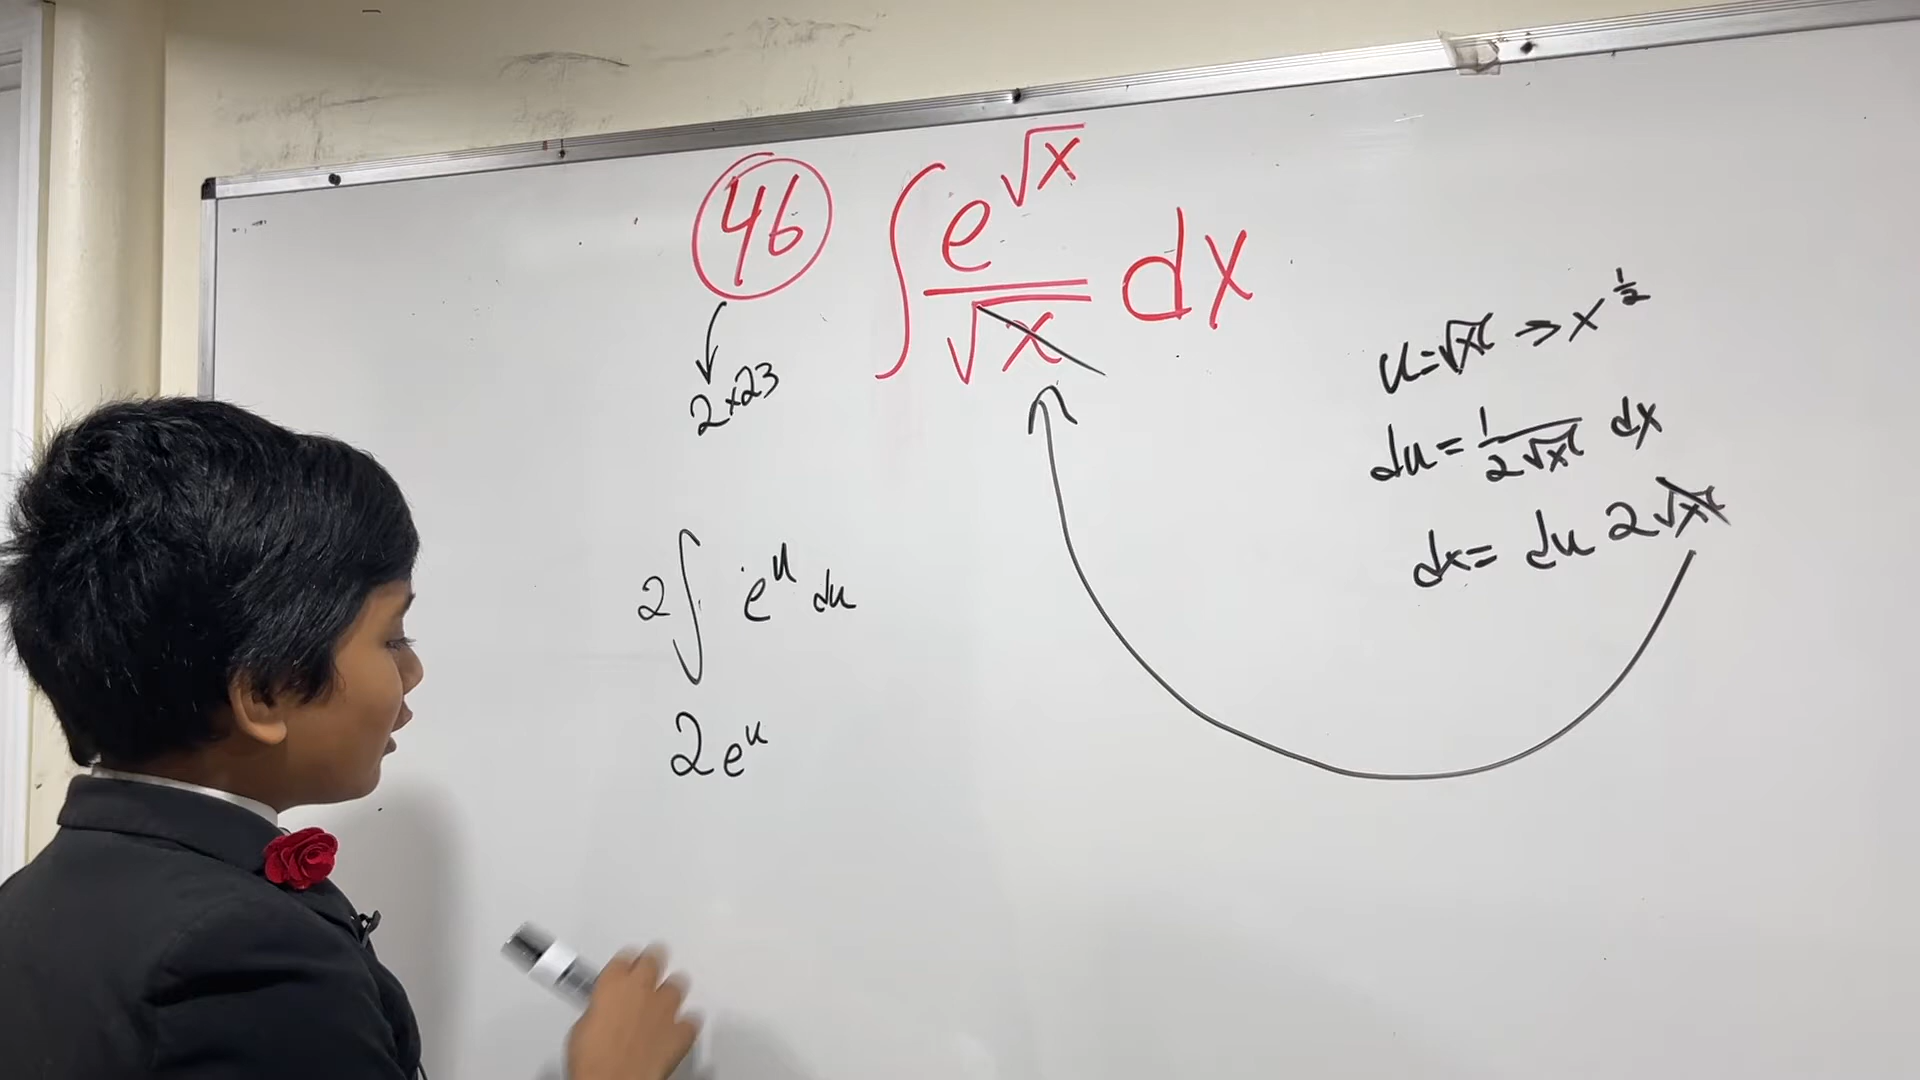 46 ∫ e^√x / √x dx
2×23
u=√x ⇒ x^1/2
du = 1/2√x dx
dx = du 2√x
2∫ e^u du
2e^u